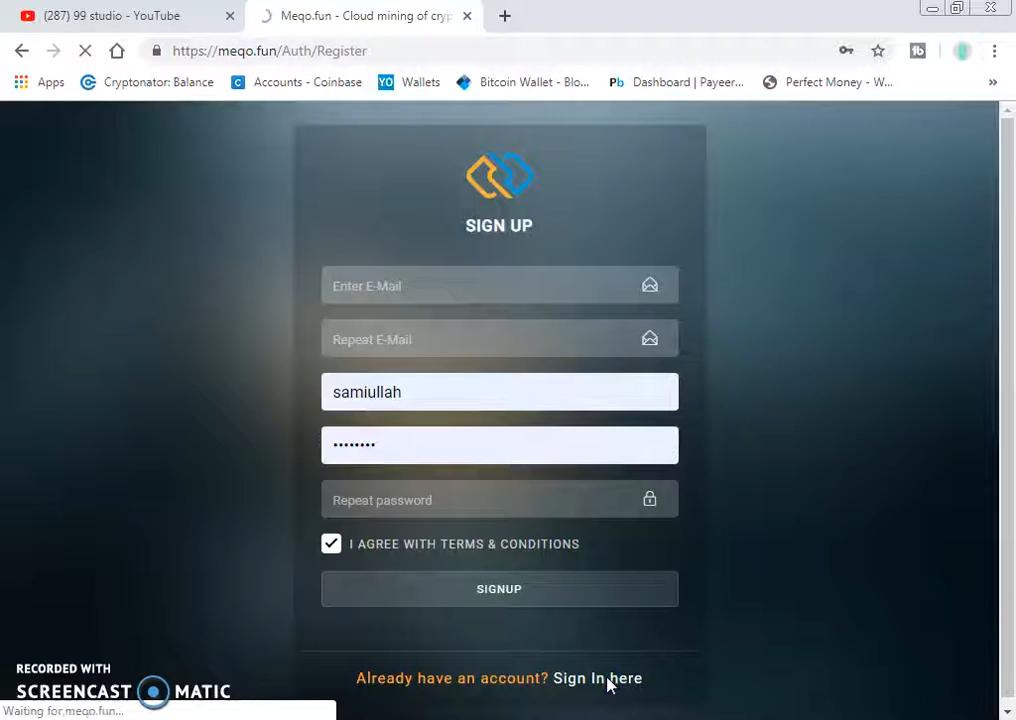 (287) 99 studio - YouTube
Meqo.fun - Cloud mining of cryp
https://meqo.fun/Auth/Register
Apps
Cryptonator: Balance
Accounts - Coinbase
YO Wallets
Bitcoin Wallet - Blo...
Pb Dashboard | Payeer...
Perfect Money - W...
»
SIGN UP
Enter E-Mail
Repeat E-Mail
samiullah
••••••••
Repeat password
I AGREE WITH TERMS & CONDITIONS
SIGNUP
Already have an account? Sign In here
RECORDED WITH
SCREENCAST MATIC
Waiting for meqo.fun...